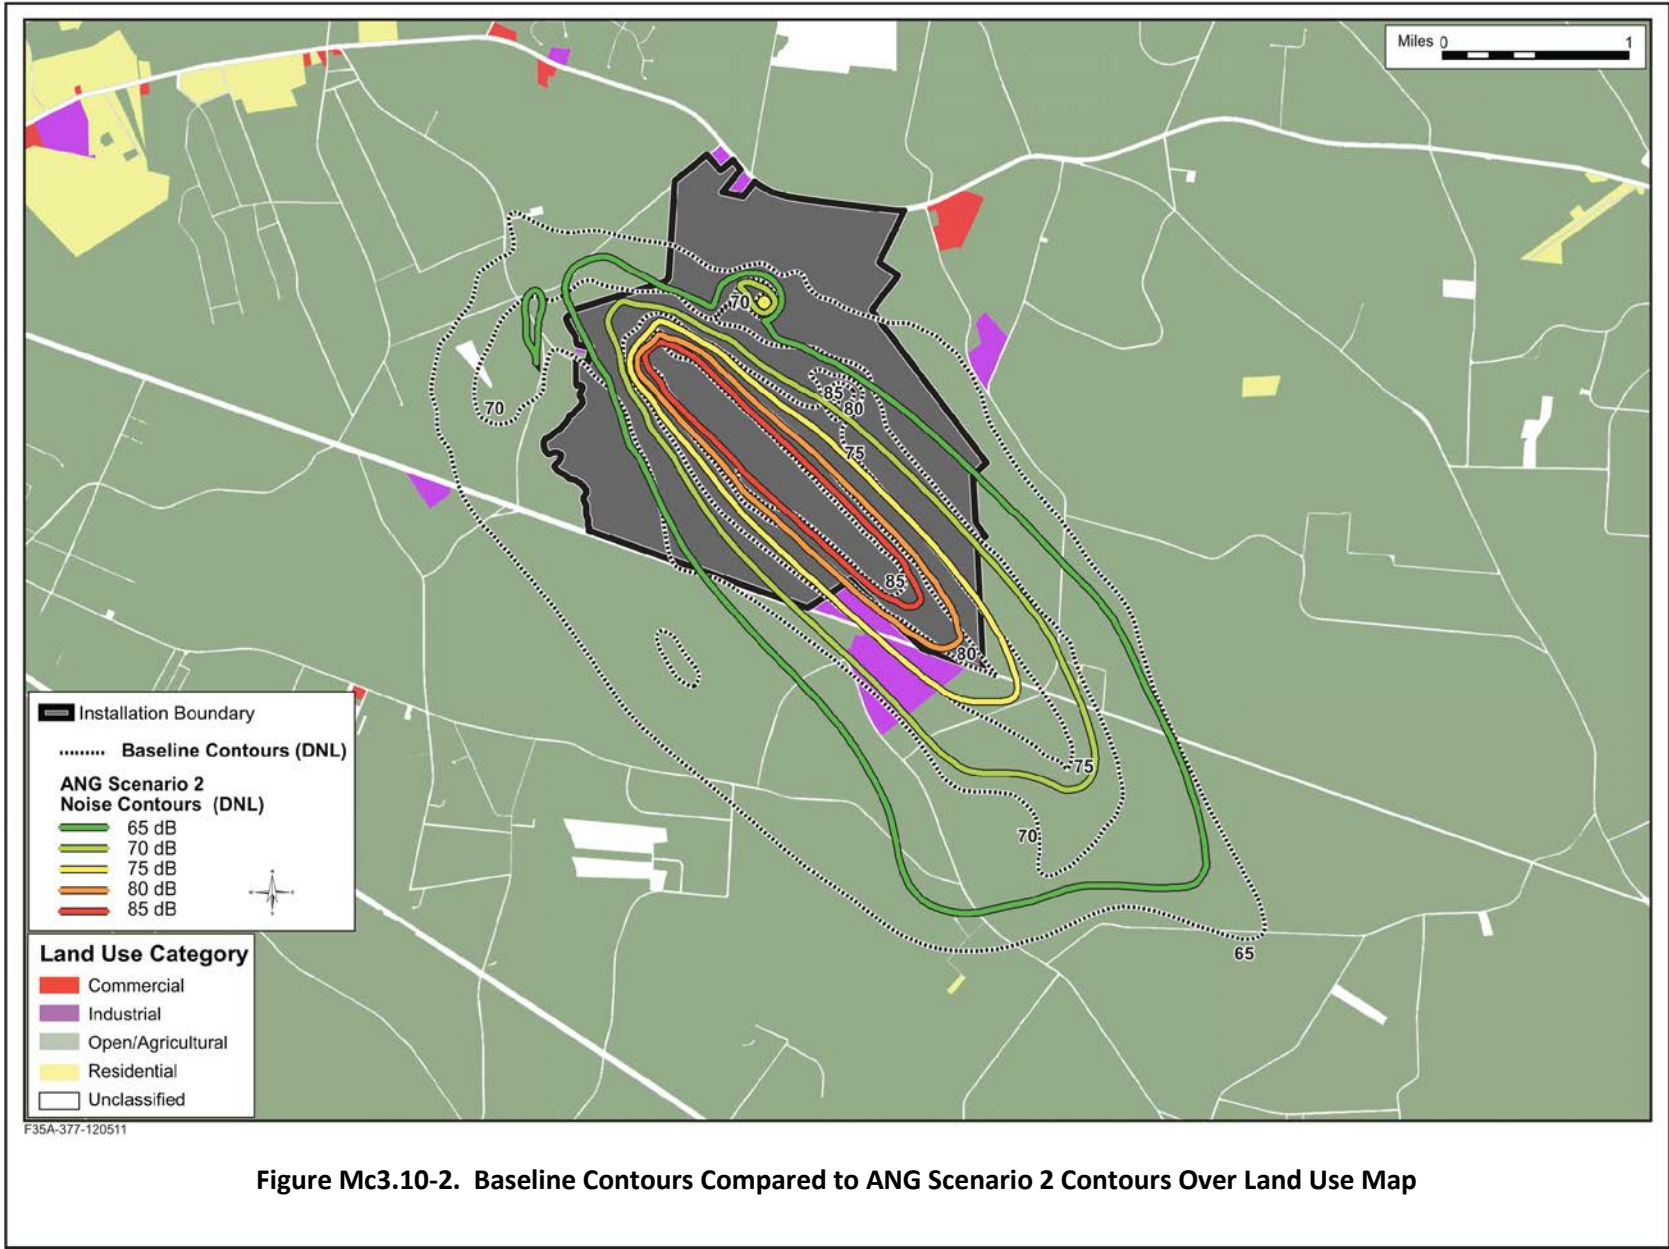 Miles 0 1
70
70
85
80
75
85
80
75
70
65
Installation Boundary
Baseline Contours (DNL)
ANG Scenario 2
Noise Contours (DNL)
65 dB
70 dB
75 dB
80 dB
85 dB
Land Use Category
Commercial
Industrial
Open/Agricultural
Residential
Unclassified
F35A-377-120511
Figure Mc3.10-2. Baseline Contours Compared to ANG Scenario 2 Contours Over Land Use Map